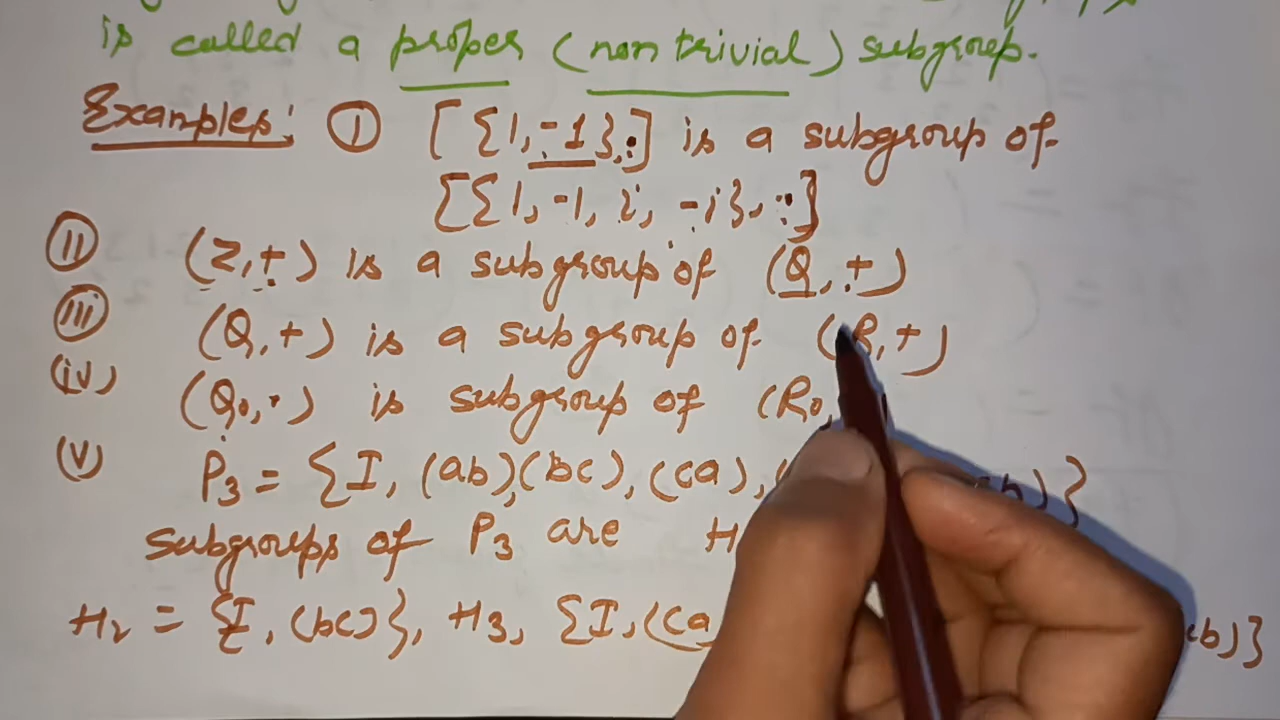 is called a proper (non trivial) subgroup.
Examples: (i) [{1, -1}, ·] is a subgroup of
[{1, -1, i, -i}, ·]
(ii) (Z, +) is a subgroup of (Q, +)
(iii) (Q, +) is a subgroup of (R, +)
(iv) (Q₀, ·) is subgroup of (R₀,
(v) P₃ = {I, (ab), (bc), (ca), ( cb)}
subgroups of P₃ are H
H₂ = {I, (bc)}, H₃, {I, (ca cb)}